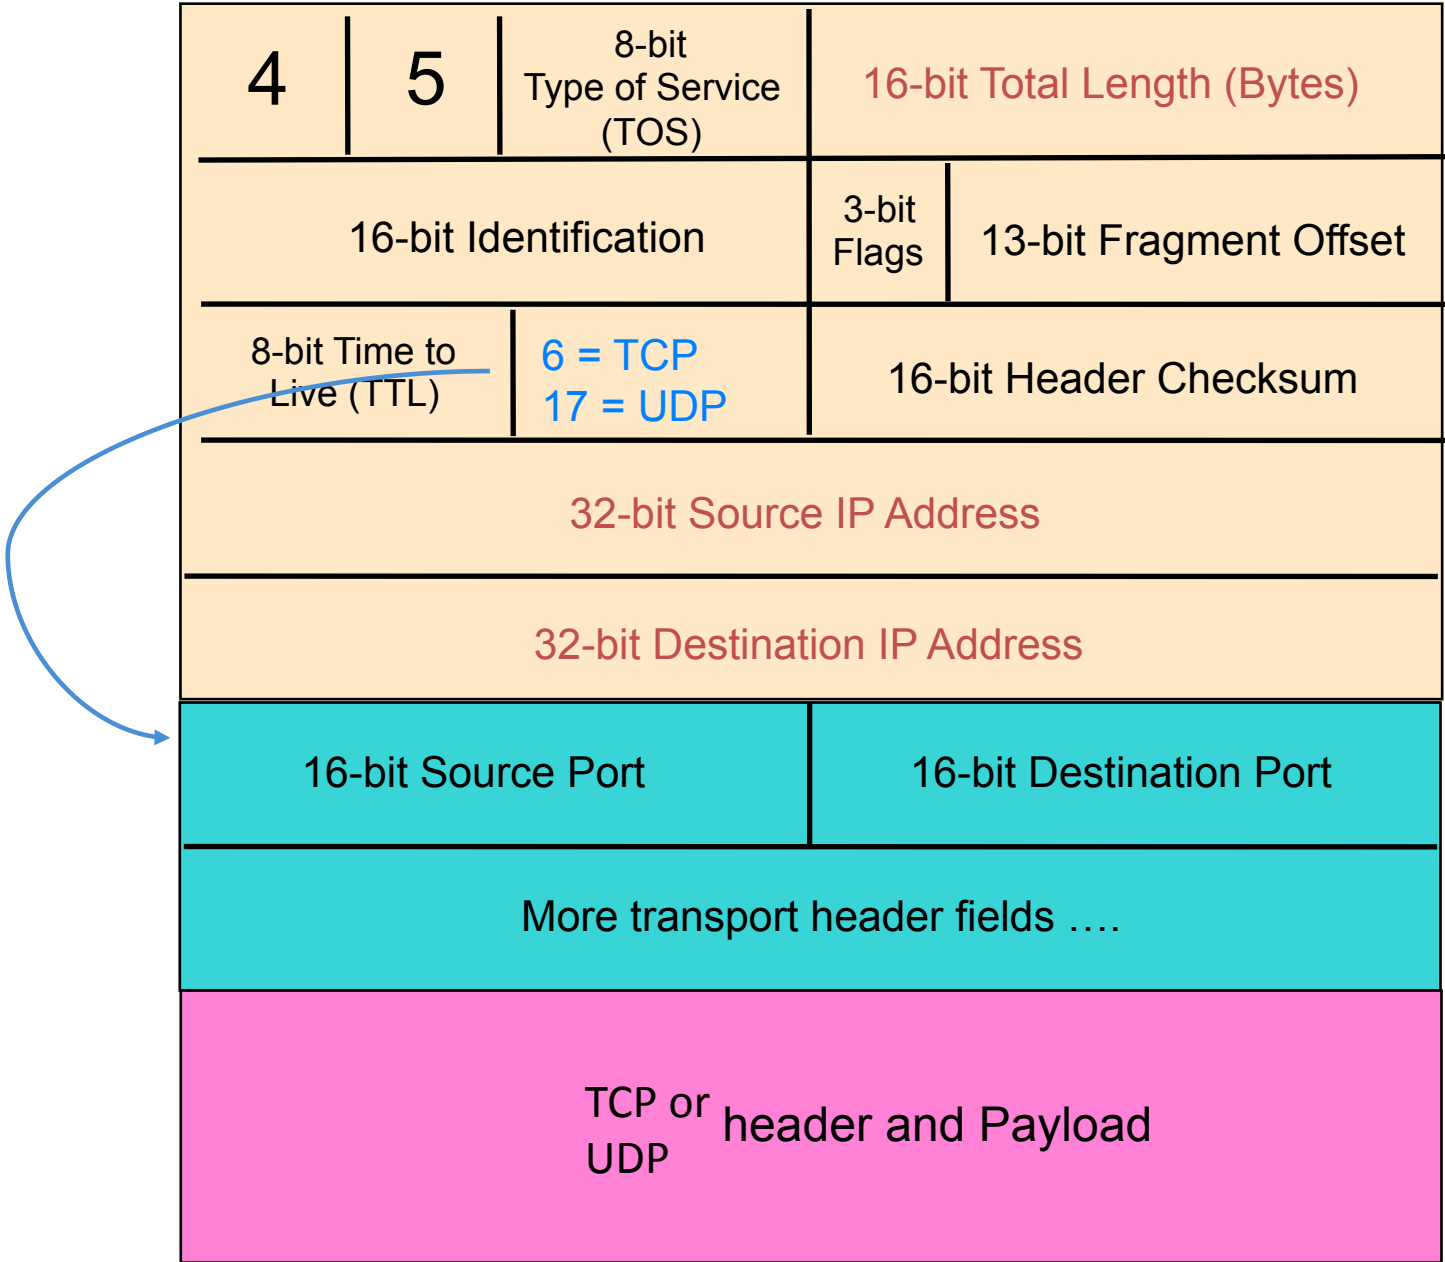 4
5
8-bit
Type of Service
(TOS)
16-bit Total Length (Bytes)
16-bit Identification
3-bit
Flags
13-bit Fragment Offset
8-bit Time to
Live (TTL)
6 = TCP
17 = UDP
16-bit Header Checksum
32-bit Source IP Address
32-bit Destination IP Address
16-bit Source Port
16-bit Destination Port
More transport header fields ….
TCP or
UDP
header and Payload